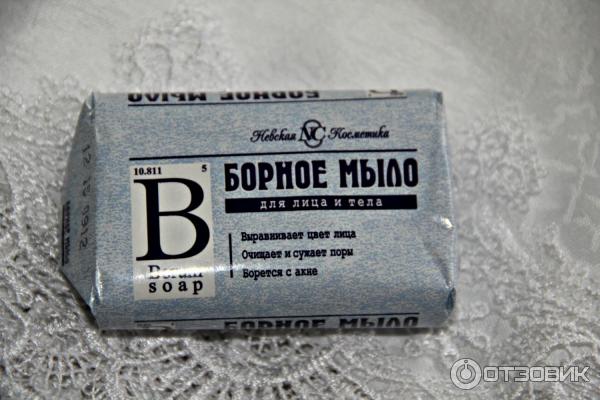 БОРНОЕ МЫЛО
Невская NC Косметика
10.811 5
B
soap
БОРНОЕ МЫЛО
для лица и тела
Выравнивает цвет лица
Очищает и сужает поры
Борется с акне
БОРНОЕ МЫЛО
ОТЗОВИК